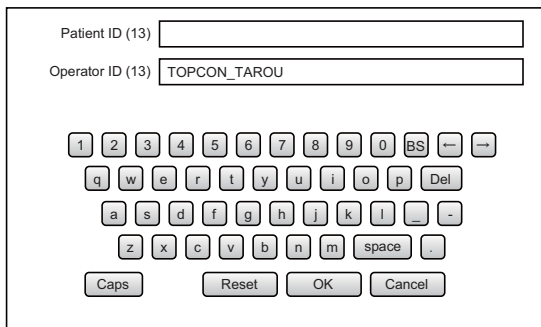 Patient ID (13)
Operator ID (13) TOPCON_TAROU
1 2 3 4 5 6 7 8 9 0 BS ← →
q w e r t y u i o p Del
a s d f g h j k l _ -
z x c v b n m space .
Caps Reset OK Cancel